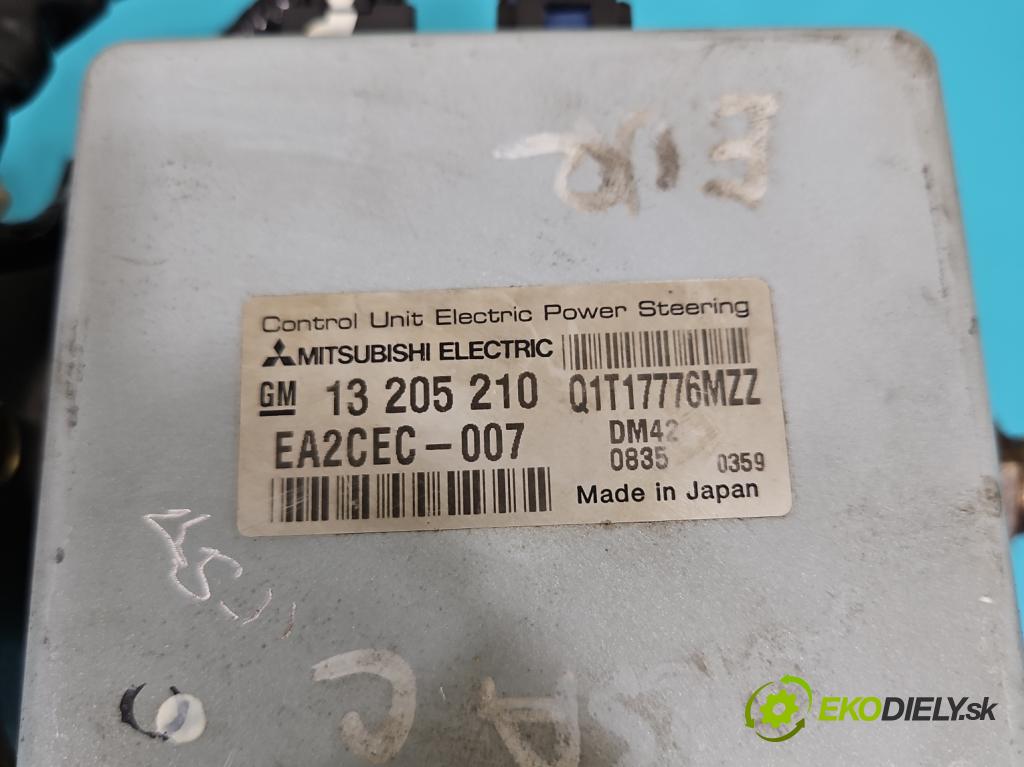 Control Unit Electric Power Steering
MITSUBISHI ELECTRIC
GM 13 205 210 Q1T17776MZZ
EA2CEC-007 DM42
0835 0359
Made in Japan
EKODIELY.sk